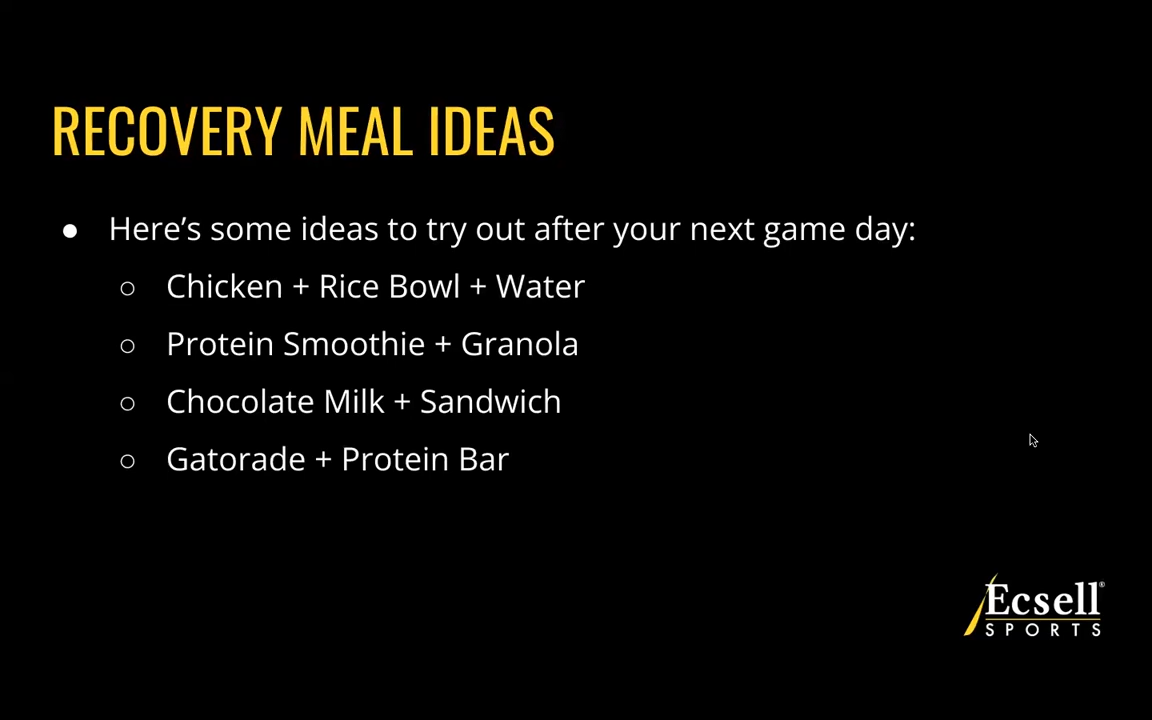 RECOVERY MEAL IDEAS
● Here’s some ideas to try out after your next game day:
○ Chicken + Rice Bowl + Water
○ Protein Smoothie + Granola
○ Chocolate Milk + Sandwich
○ Gatorade + Protein Bar
Ecsell®
SPORTS